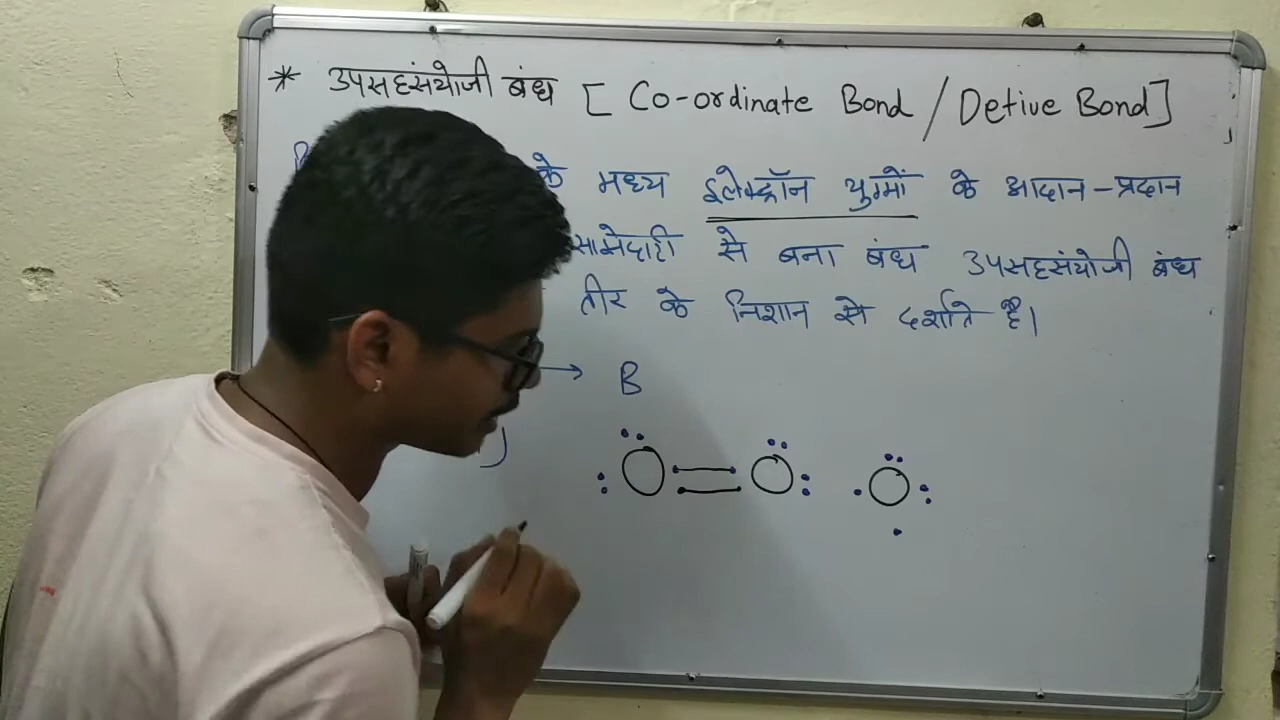 * उपसहसंयोजी बंध [ Co-ordinate Bond / Detive Bond ]
के मध्य इलेक्ट्रॉन युग्मों के आदान-प्रदान
साझेदारी से बना बंध उपसहसंयोजी बंध
तीर के निशान से दर्शाते है।
→ B
O = O O